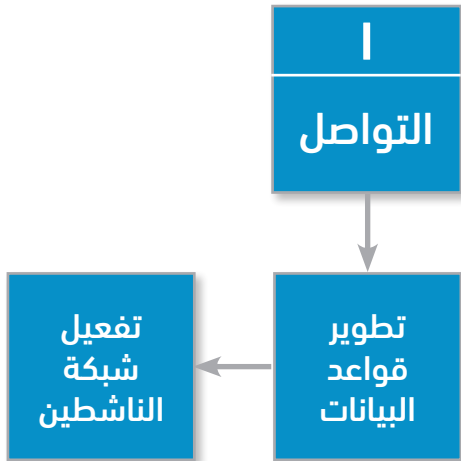 ا
التواصل
تطوير
قواعد
البيانات
تفعيل
شبكة
الناشطين